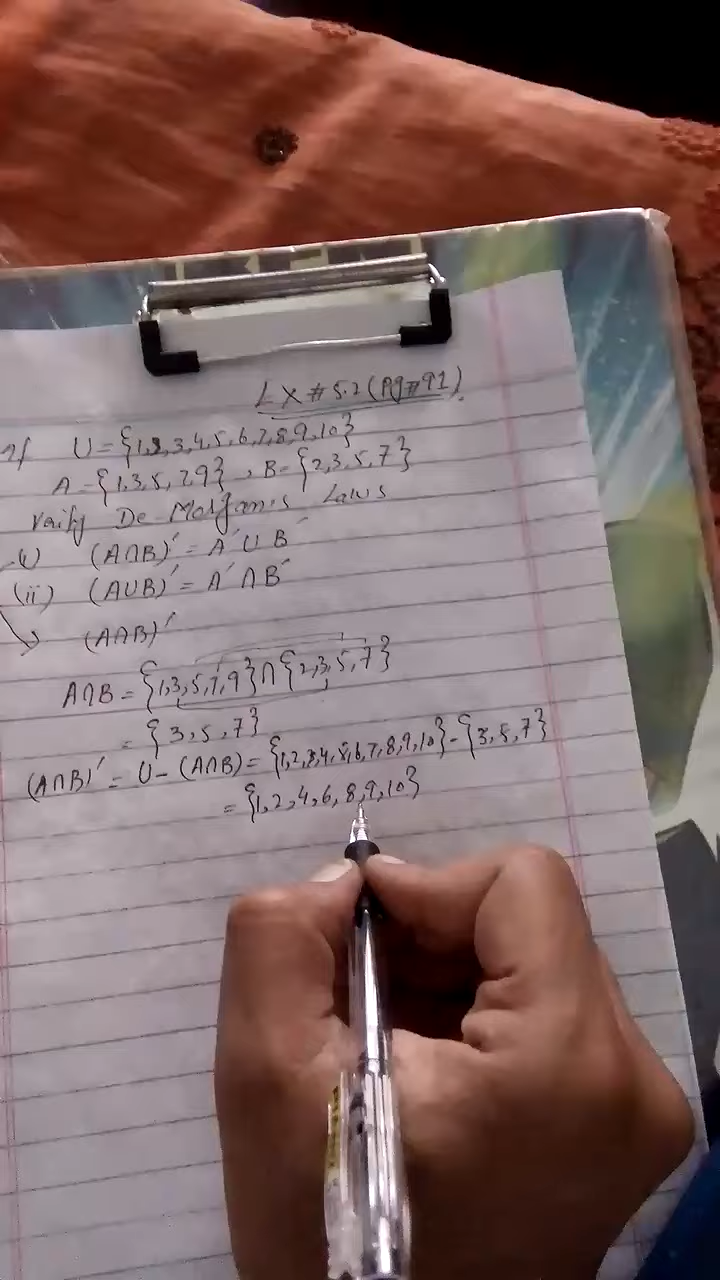 Ex # 5.2 (Pg#91)
If U = {1,2,3,4,5,6,7,8,9,10}
A = {1,3,5,7,9} , B = {2,3,5,7}
Verify De Morgan's Laws
(i) (A∩B)′ = A′ ∪ B′
(ii) (A∪B)′ = A′ ∩ B′
(A∩B)′
A∩B = {1,3,5,7,9} ∩ {2,3,5,7}
= {3,5,7}
(A∩B)′ = U - (A∩B) = {1,2,3,4,5,6,7,8,9,10} - {3,5,7}
= {1,2,4,6,8,9,10}